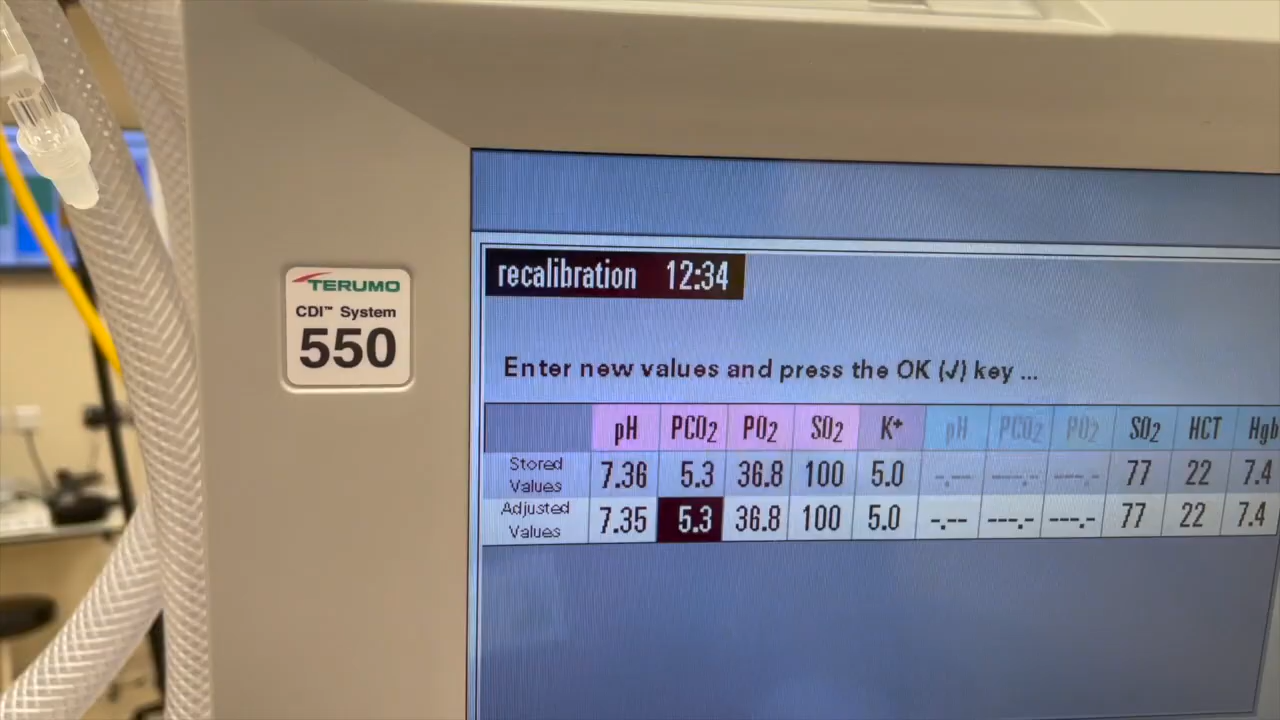 TERUMO
CDI™ System
550
recalibration 12:34
Enter new values and press the OK (√) key ...
pH PCO2 PO2 SO2 K+ pH PCO2 PO2 SO2 HCT Hgb
Stored Values 7.36 5.3 36.8 100 5.0 -.-- ---.- ---.- 77 22 7.4
Adjusted Values 7.35 5.3 36.8 100 5.0 -.-- ---.- ---.- 77 22 7.4